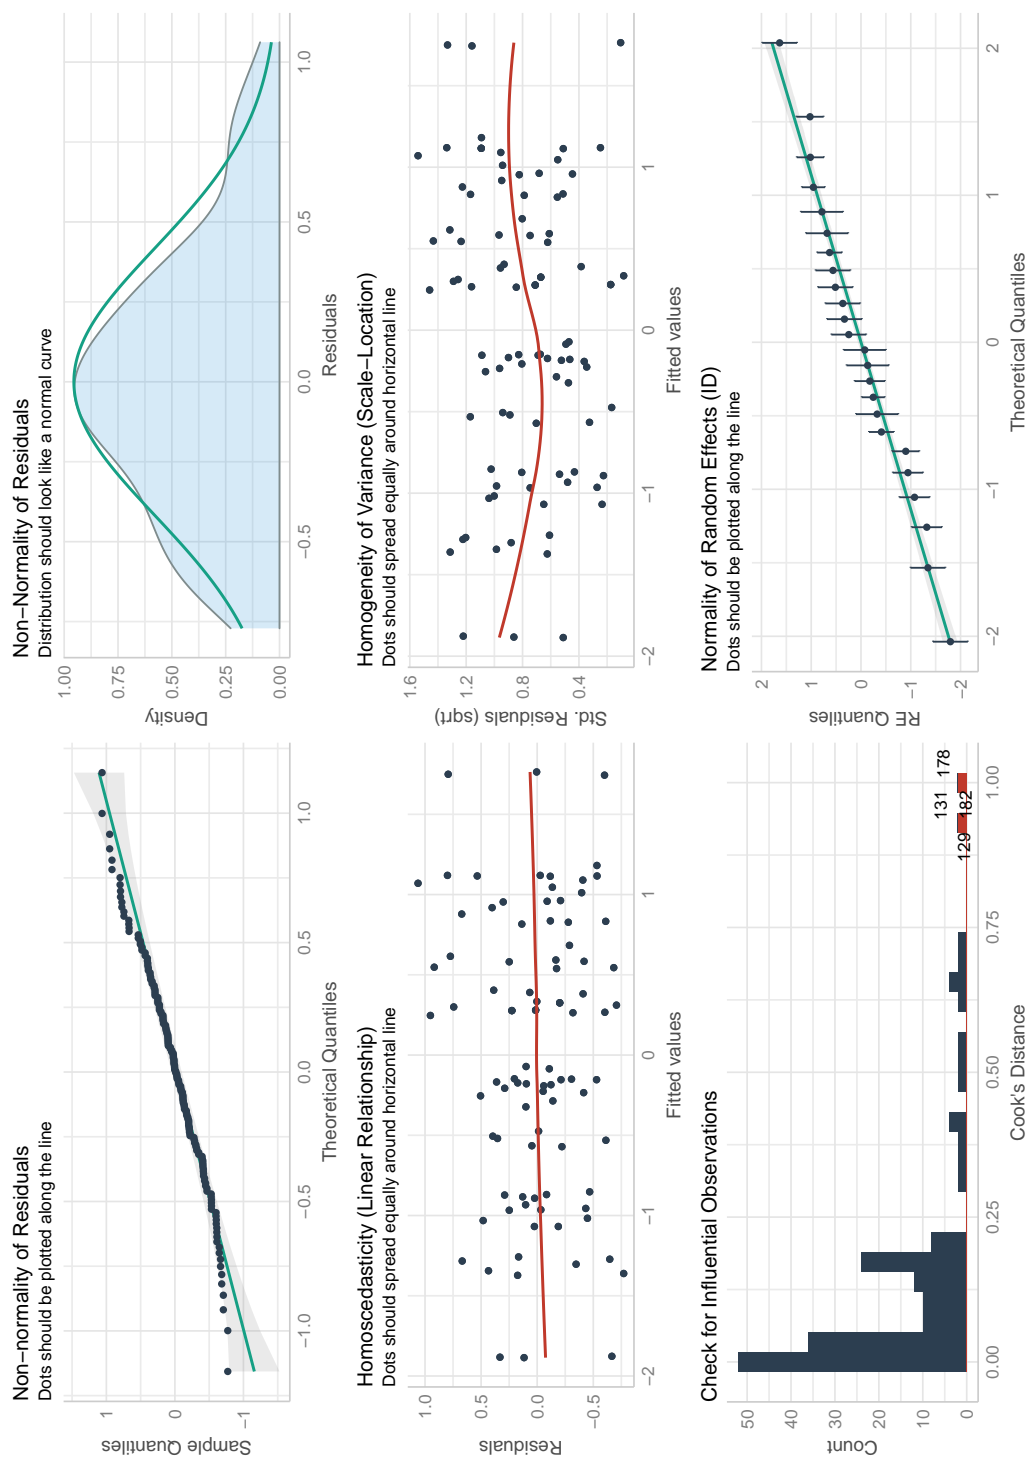 Non−normality of Residuals
Dots should be plotted along the line
Sample Quantiles
1
0
−1
−1.0
−0.5
0.0
0.5
1.0
Theoretical Quantiles
Non−Normality of Residuals
Distribution should look like a normal curve
Density
1.00
0.75
0.50
0.25
0.00
−0.5
0.0
0.5
1.0
Residuals
Homoscedasticity (Linear Relationship)
Dots should spread equally around horizontal line
Residuals
1.0
0.5
0.0
−0.5
−2
−1
0
1
Fitted values
Homogeneity of Variance (Scale−Location)
Dots should spread equally around horizontal line
Std. Residuals (sqrt)
1.6
1.2
0.8
0.4
−2
−1
0
1
Fitted values
Check for Influential Observations
Count
50
40
30
20
10
0
131
178
129
182
0.00
0.25
0.50
0.75
1.00
Cook's Distance
Normality of Random Effects (ID)
Dots should be plotted along the line
RE Quantiles
2
1
0
−1
−2
−2
−1
0
1
2
Theoretical Quantiles